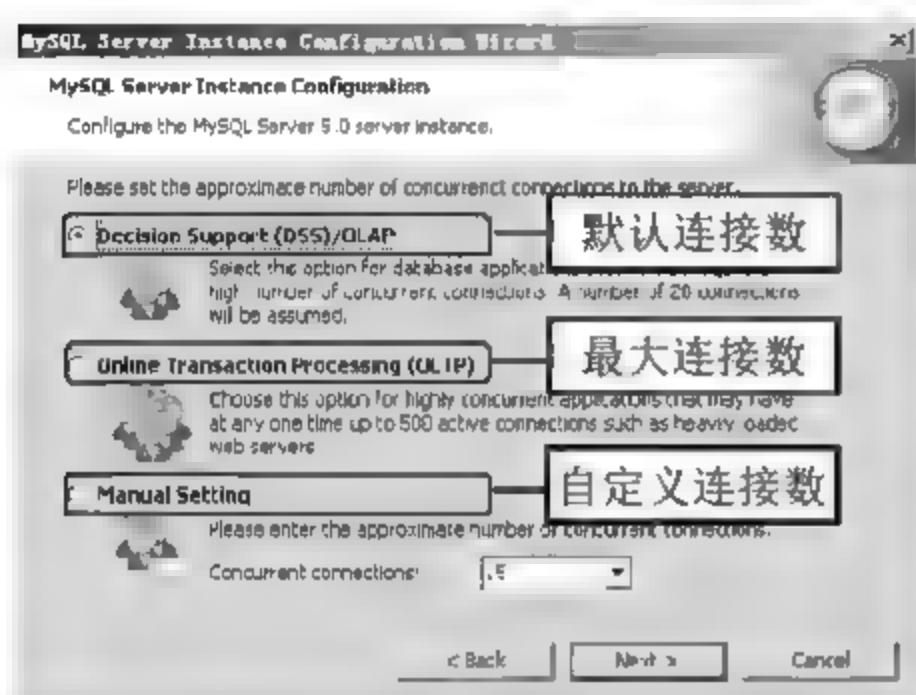 MySQL Server Instance Configuration Wizard
MySQL Server Instance Configuration
Configure the MySQL Server 5.0 server instance.
Please set the approximate number of concurrenct connections to the server.
Decision Support (DSS)/OLAP
默认连接数
Select this option for database
high number of concurrent connections. A number of 20 connections
will be assumed.
Online Transaction Processing (OLTP)
最大连接数
Choose this option for highly concurrent applications that may have
at any one time up to 500 active connections such as heavily loaded
web servers
Manual Setting
自定义连接数
Please enter the approximate number of concurrent connections.
Concurrent connections:
< Back
Next >
Cancel